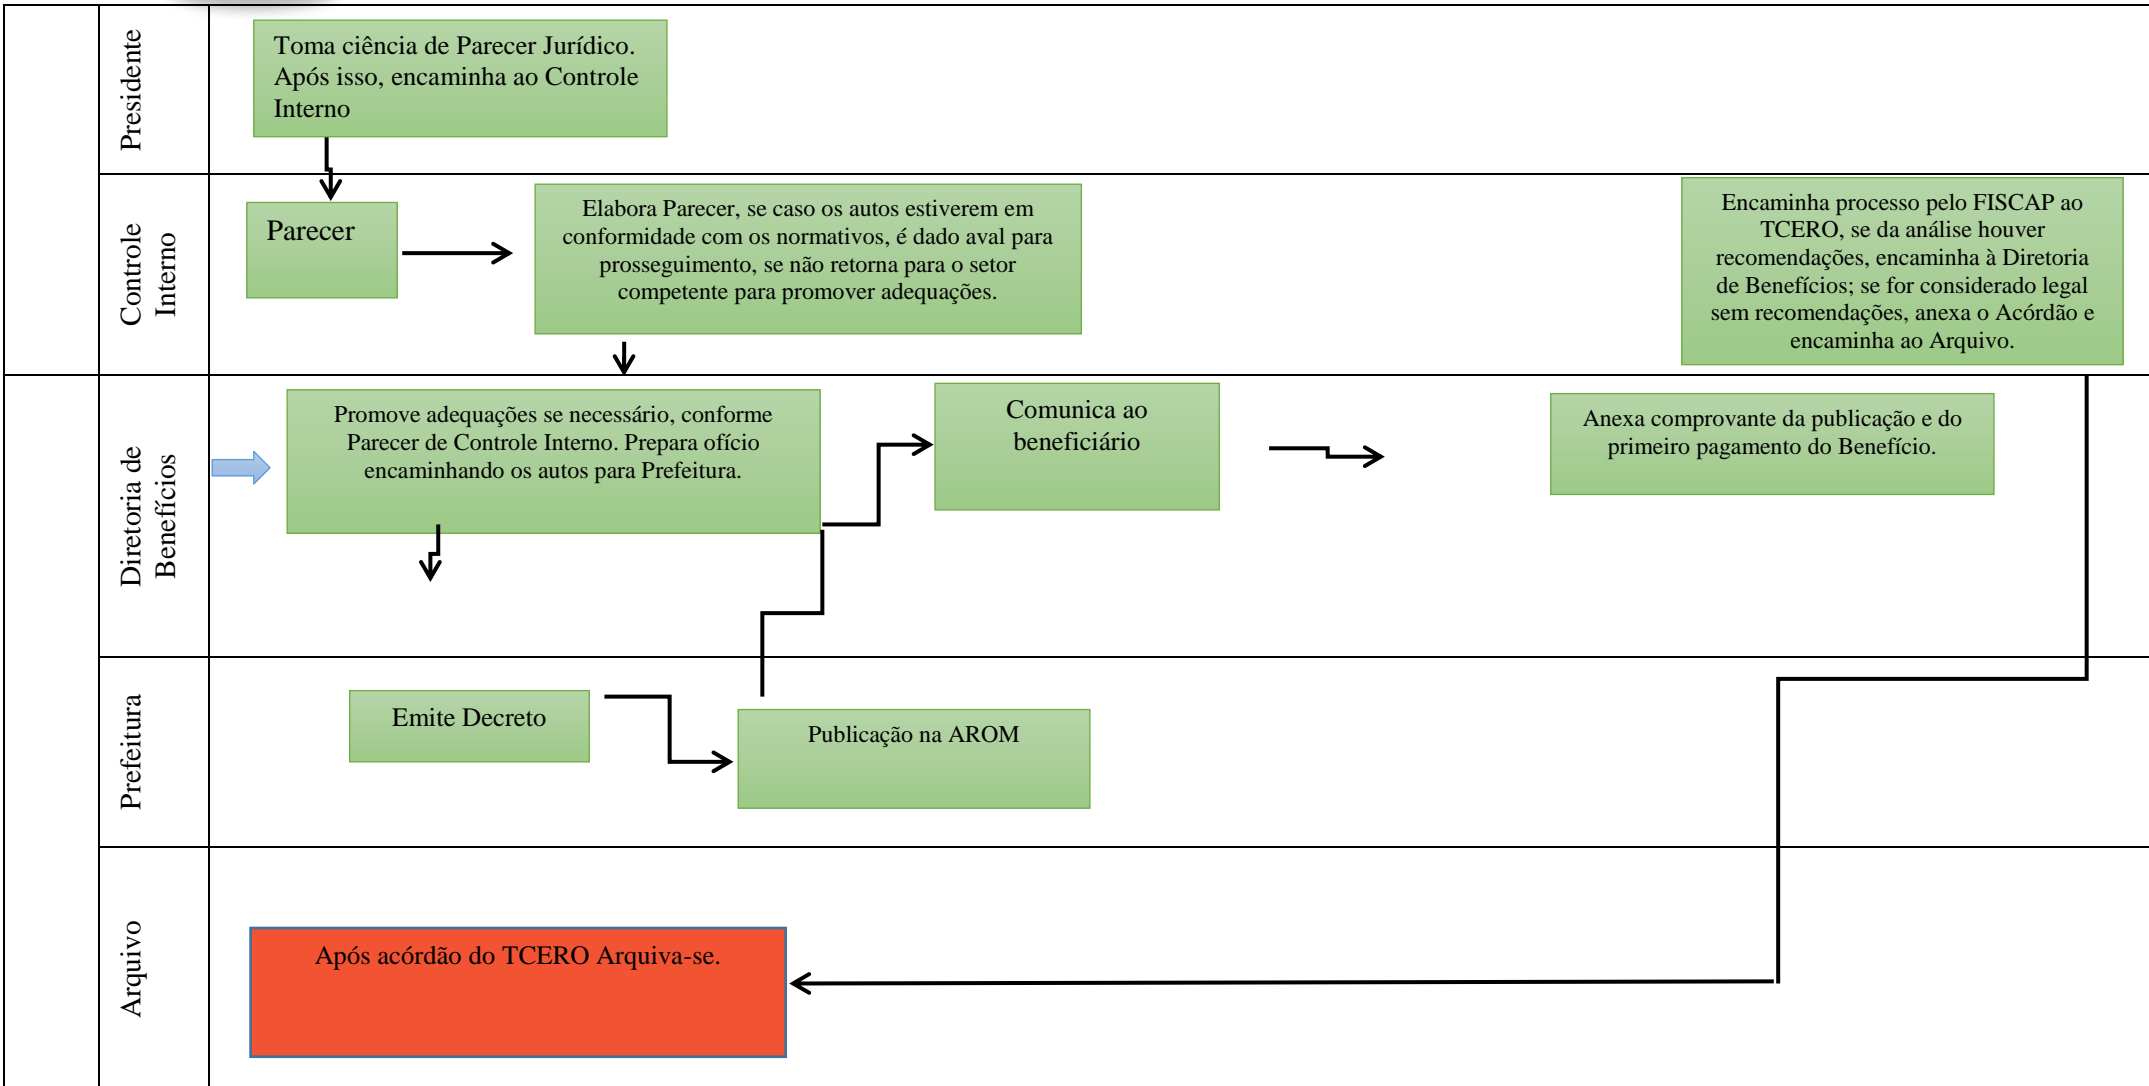 Presidente
Toma ciência de Parecer Jurídico.
Após isso, encaminha ao Controle
Interno
Controle
Interno
Parecer
Elabora Parecer, se caso os autos estiverem em
conformidade com os normativos, é dado aval para
prosseguimento, se não retorna para o setor
competente para promover adequações.
Encaminha processo pelo FISCAP ao
TCERO, se da análise houver
recomendações, encaminha à Diretoria
de Benefícios; se for considerado legal
sem recomendações, anexa o Acórdão e
encaminha ao Arquivo.
Diretoria de
Benefícios
Promove adequações se necessário, conforme
Parecer de Controle Interno. Prepara ofício
encaminhando os autos para Prefeitura.
Comunica ao
beneficiário
Anexa comprovante da publicação e do
primeiro pagamento do Benefício.
Prefeitura
Emite Decreto
Publicação na AROM
Arquivo
Após acórdão do TCERO Arquiva-se.